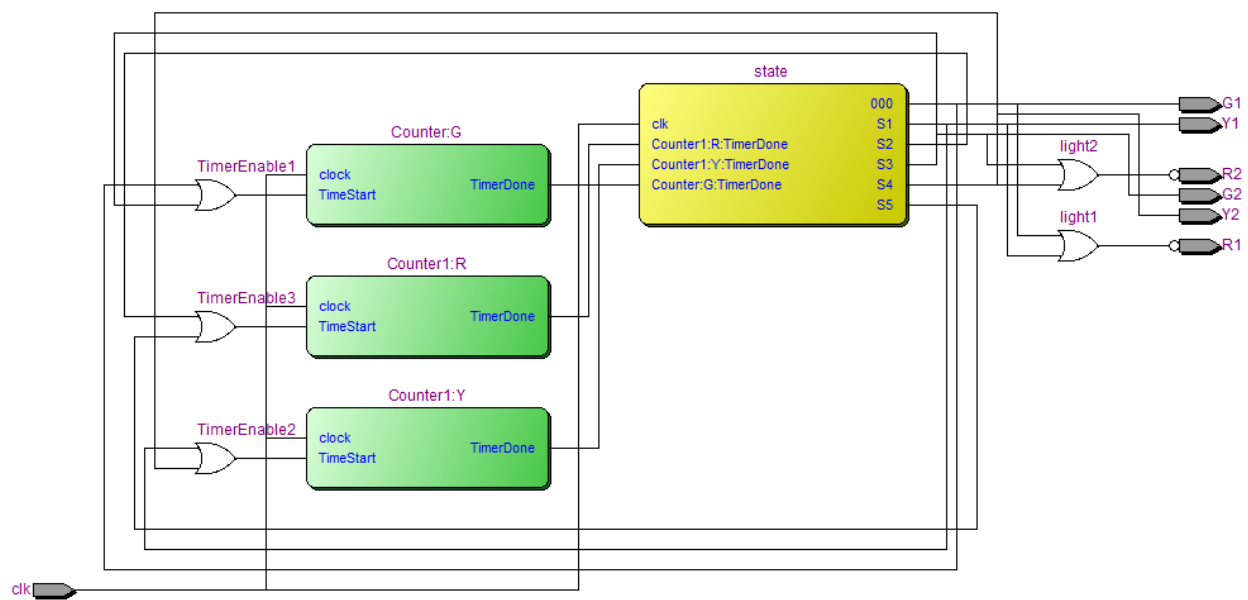 state
000
G1
clk
S1
Y1
Counter:G
Counter1:R:TimerDone
S2
light2
TimerEnable1
clock
TimerDone
Counter1:Y:TimerDone
S3
R2
TimeStart
Counter:G:TimerDone
S4
G2
S5
Y2
light1
R1
Counter1:R
TimerEnable3
clock
TimerDone
TimeStart
Counter1:Y
TimerEnable2
clock
TimerDone
TimeStart
clk